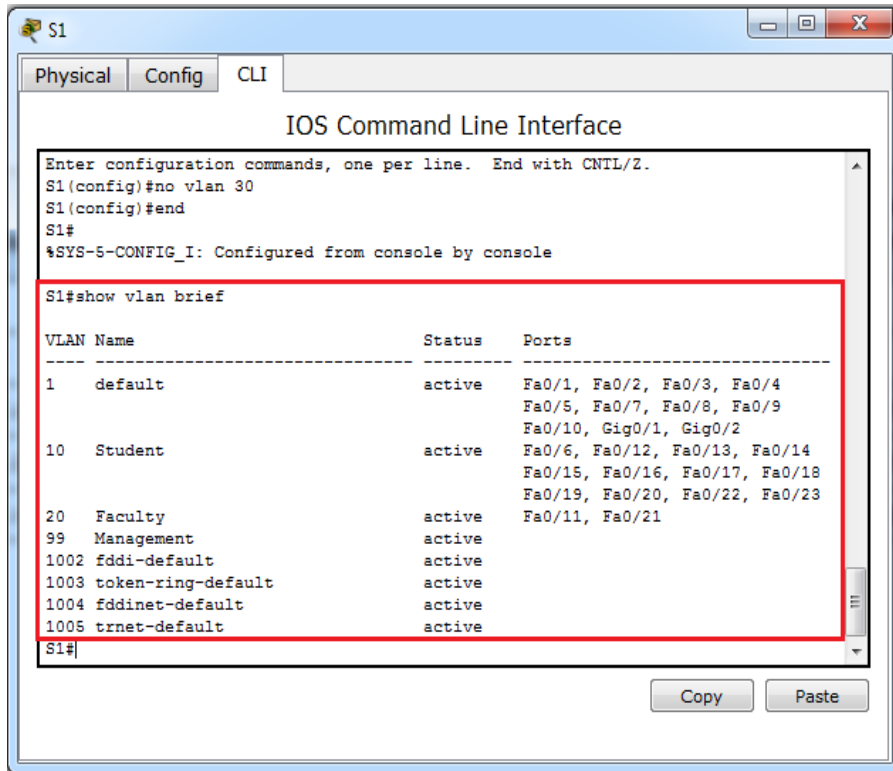 S1
Physical Config CLI
IOS Command Line Interface
Enter configuration commands, one per line.  End with CNTL/Z.
S1(config)#no vlan 30
S1(config)#end
S1#
%SYS-5-CONFIG_I: Configured from console by console
S1#show vlan brief
VLAN Name                             Status    Ports
---- -------------------------------- --------- -------------------------------
1    default                          active    Fa0/1, Fa0/2, Fa0/3, Fa0/4
                                                Fa0/5, Fa0/7, Fa0/8, Fa0/9
                                                Fa0/10, Gig0/1, Gig0/2
10   Student                          active    Fa0/6, Fa0/12, Fa0/13, Fa0/14
                                                Fa0/15, Fa0/16, Fa0/17, Fa0/18
                                                Fa0/19, Fa0/20, Fa0/22, Fa0/23
20   Faculty                          active    Fa0/11, Fa0/21
99   Management                       active
1002 fddi-default                     active
1003 token-ring-default               active
1004 fddinet-default                  active
1005 trnet-default                    active
S1#
Copy Paste